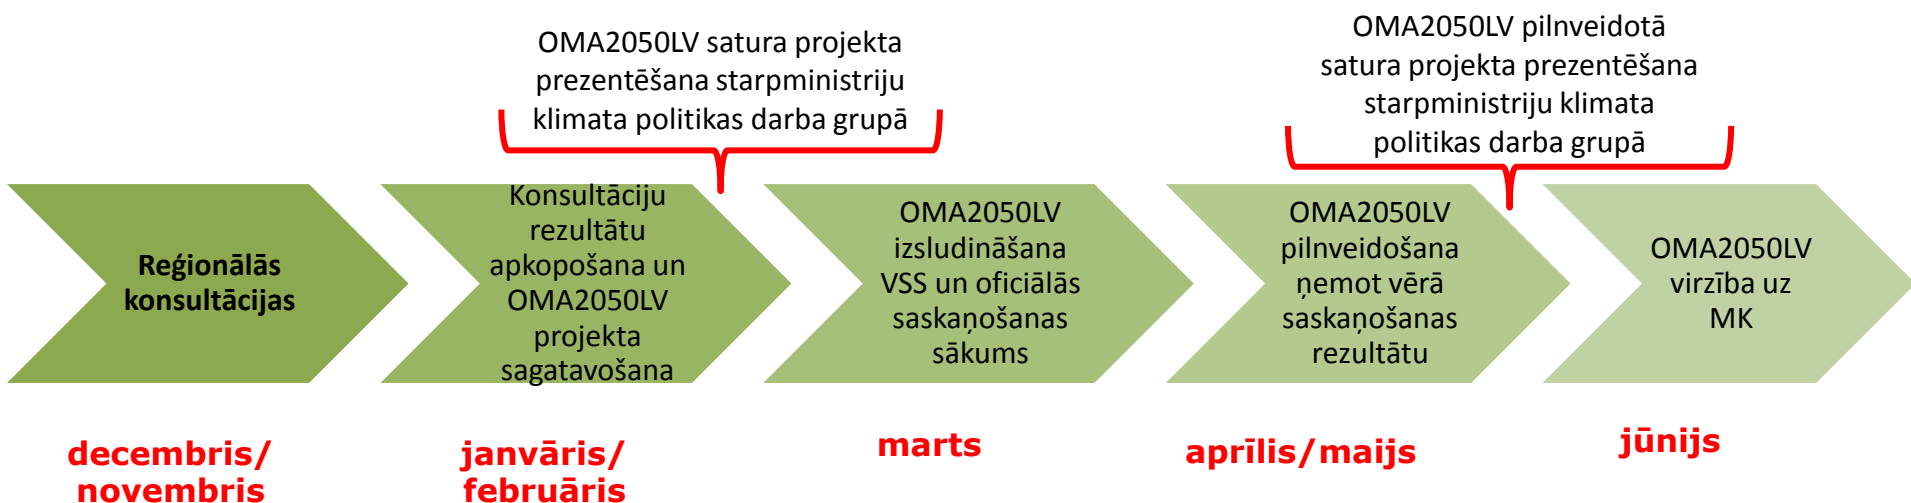 OMA2050LV satura projekta
prezentēšana starpministriju
klimata politikas darba grupā
OMA2050LV pilnveidotā
satura projekta prezentēšana
starpministriju klimata
politikas darba grupā
Reģionālās
konsultācijas
Konsultāciju
rezultātu
apkopošana un
OMA2050LV
projekta
sagatavošana
OMA2050LV
izsludināšana
VSS un oficiālās
saskaņošanas
sākums
OMA2050LV
pilnveidošana
ņemot vērā
saskaņošanas
rezultātu
OMA2050LV
virzība uz
MK
decembris/
novembris
janvāris/
februāris
marts
aprīlis/maijs
jūnijs